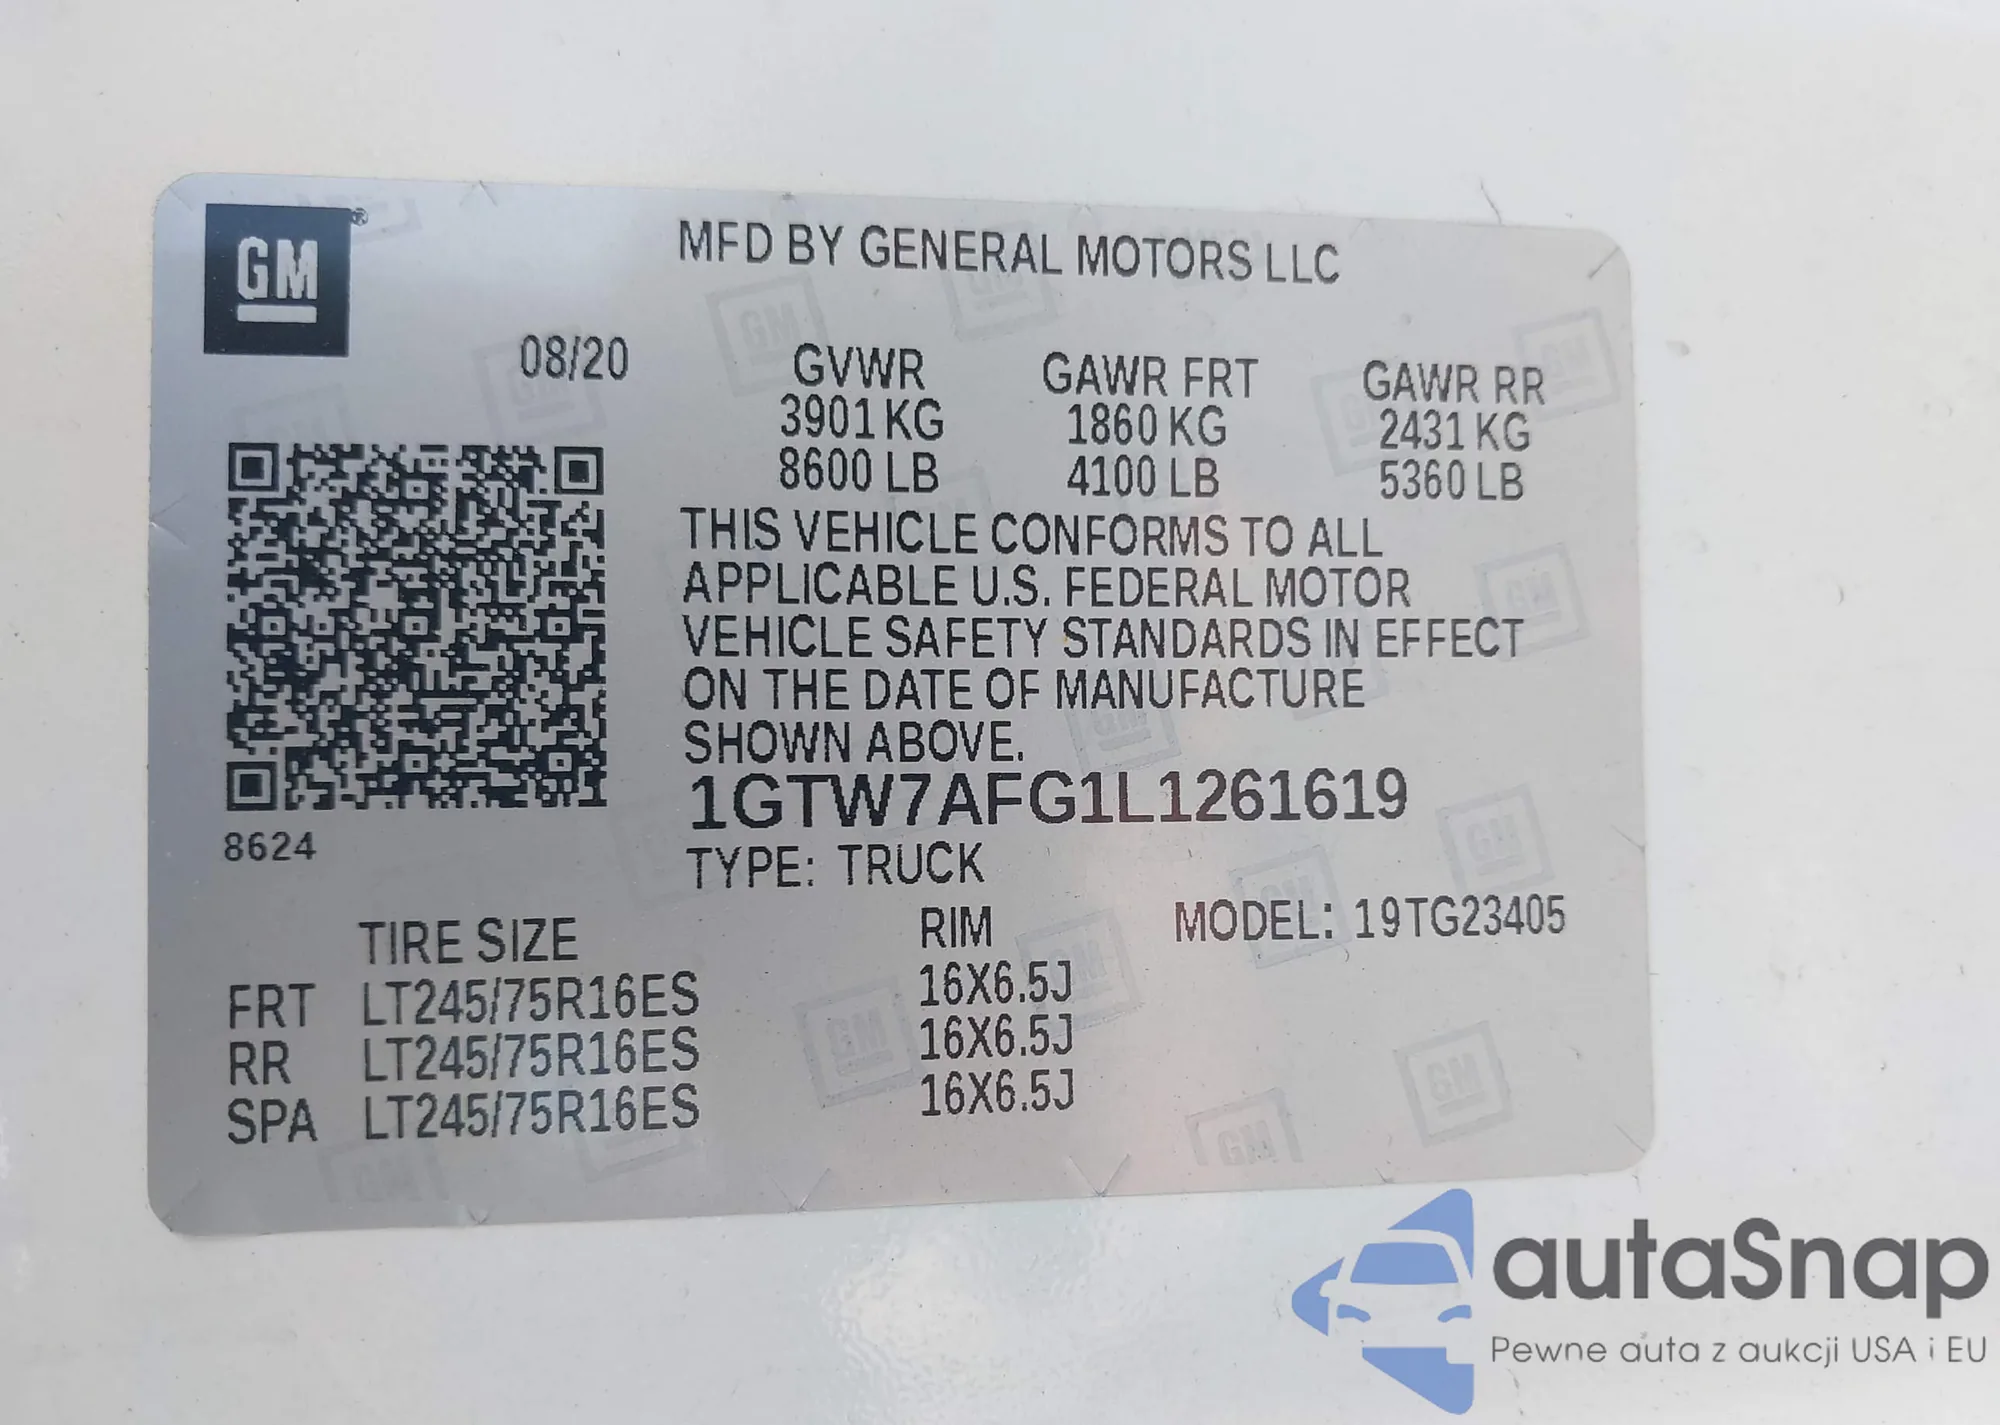 GM®
MFD BY GENERAL MOTORS LLC
08/20
GVWR GAWR FRT GAWR RR
3901 KG 1860 KG 2431 KG
8600 LB 4100 LB 5360 LB
THIS VEHICLE CONFORMS TO ALL
APPLICABLE U.S. FEDERAL MOTOR
VEHICLE SAFETY STANDARDS IN EFFECT
ON THE DATE OF MANUFACTURE
SHOWN ABOVE.
1GTW7AFG1L1261619
8624
TYPE: TRUCK
TIRE SIZE RIM MODEL: 19TG23405
FRT LT245/75R16ES 16X6.5J
RR LT245/75R16ES 16X6.5J
SPA LT245/75R16ES 16X6.5J
autaSnap
Pewne auta z aukcji USA i EU